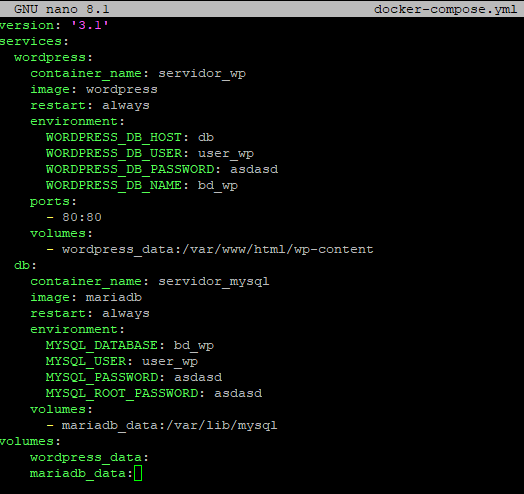 GNU nano 8.1 docker-compose.yml
version: '3.1'
services:
  wordpress:
    container_name: servidor_wp
    image: wordpress
    restart: always
    environment:
      WORDPRESS_DB_HOST: db
      WORDPRESS_DB_USER: user_wp
      WORDPRESS_DB_PASSWORD: asdasd
      WORDPRESS_DB_NAME: bd_wp
    ports:
      - 80:80
    volumes:
      - wordpress_data:/var/www/html/wp-content
  db:
    container_name: servidor_mysql
    image: mariadb
    restart: always
    environment:
      MYSQL_DATABASE: bd_wp
      MYSQL_USER: user_wp
      MYSQL_PASSWORD: asdasd
      MYSQL_ROOT_PASSWORD: asdasd
    volumes:
      - mariadb_data:/var/lib/mysql
volumes:
    wordpress_data:
    mariadb_data: